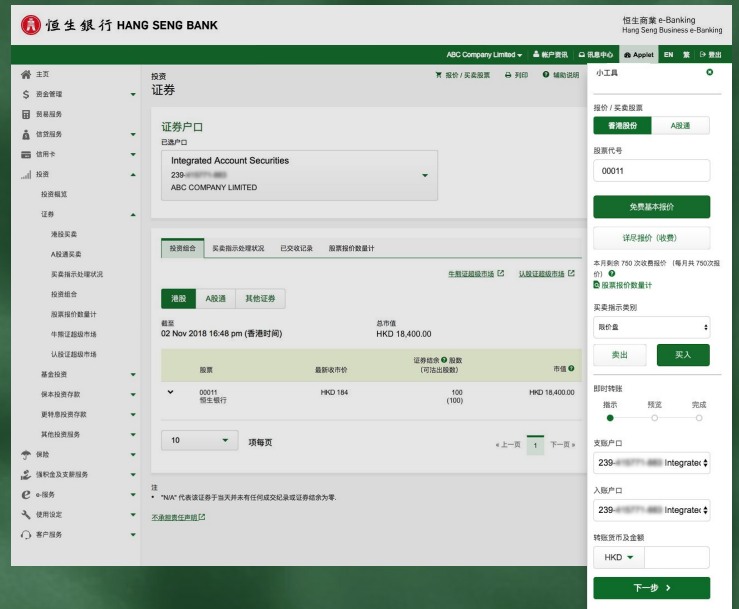 恒生銀行 HANG SENG BANK
恒生商業 e-Banking
Hang Seng Business e-Banking
ABC Company Limited 帐户资讯 讯息中心 Applet EN 繁 登出
主页
资金管理
贸易服务
信贷服务
信用卡
投资
投资概览
证券
港股买卖
A股通买卖
买卖指示处理状况
投资组合
股票报价数量计
牛熊证超级市场
认股证超级市场
基金投资
保本投资存款
更特息投资存款
其他投资服务
保险
强积金及支薪服务
e-服务
使用设定
客户服务
投资
证券
报价 / 买卖股票 列印 辅助说明
证券户口
已选户口
Integrated Account Securities
239-
ABC COMPANY LIMITED
投资组合 买卖指示处理状况 已交收记录 股票报价数量计
牛熊证超级市场 认股证超级市场
港股 A股通 其他证券
截至
02 Nov 2018 16:48 pm (香港时间)
总市值
HKD 18,400.00
股票 最新收市价 证券结余 股数 (可沽出股数) 市值
00011 HKD 184 100 HKD 18,400.00
恒生银行 (100)
10 项每页
« 上一页 1 下一页 »
注
• "N/A" 代表该证券于当天并未有任何成交纪录或证券结余为零.
不承担责任声明
小工具
报价 / 买卖股票
香港股份 A股通
股票代号
00011
免费基本报价
详尽报价（收费）
本月剩余 750 次收费报价 （每月共 750次报
价）
股票报价数量计
买卖指示类别
限价盘
卖出 买入
即时转账
指示 预览 完成
支账户口
239- Integrated
入账户口
239- Integrated
转账货币及金额
HKD
下一步